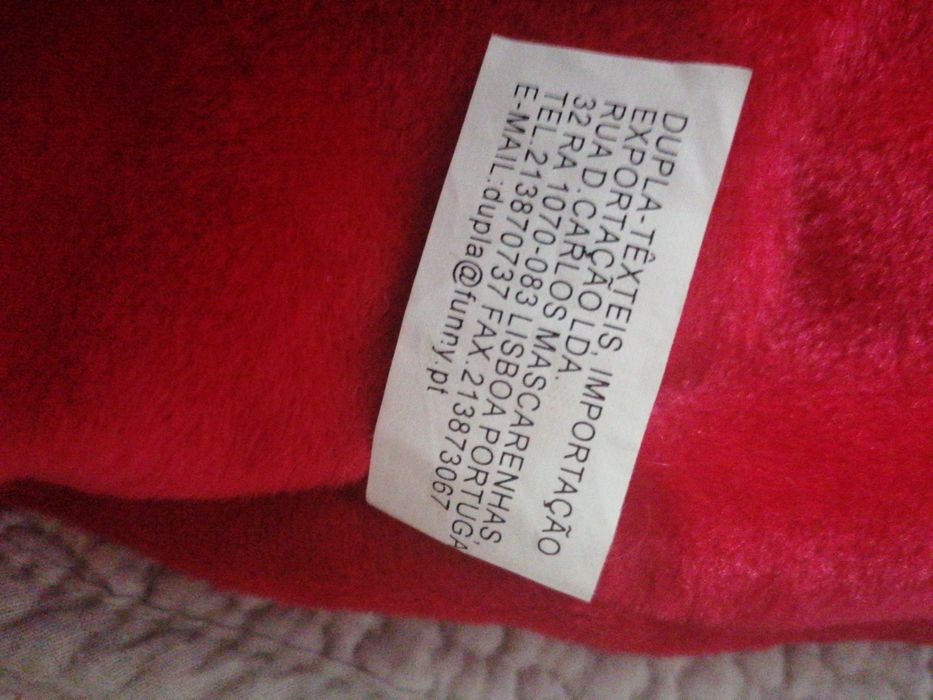 DUPLA-TÊXTEIS, IMPORTAÇÃO
EXPORTAÇÃO LDA.
RUA D.CARLOS MASCARENHAS
32 RA 1070-083 LISBOA PORTUGA
TEL.213870737 FAX.213873067
E-MAIL:dupla@funny.pt